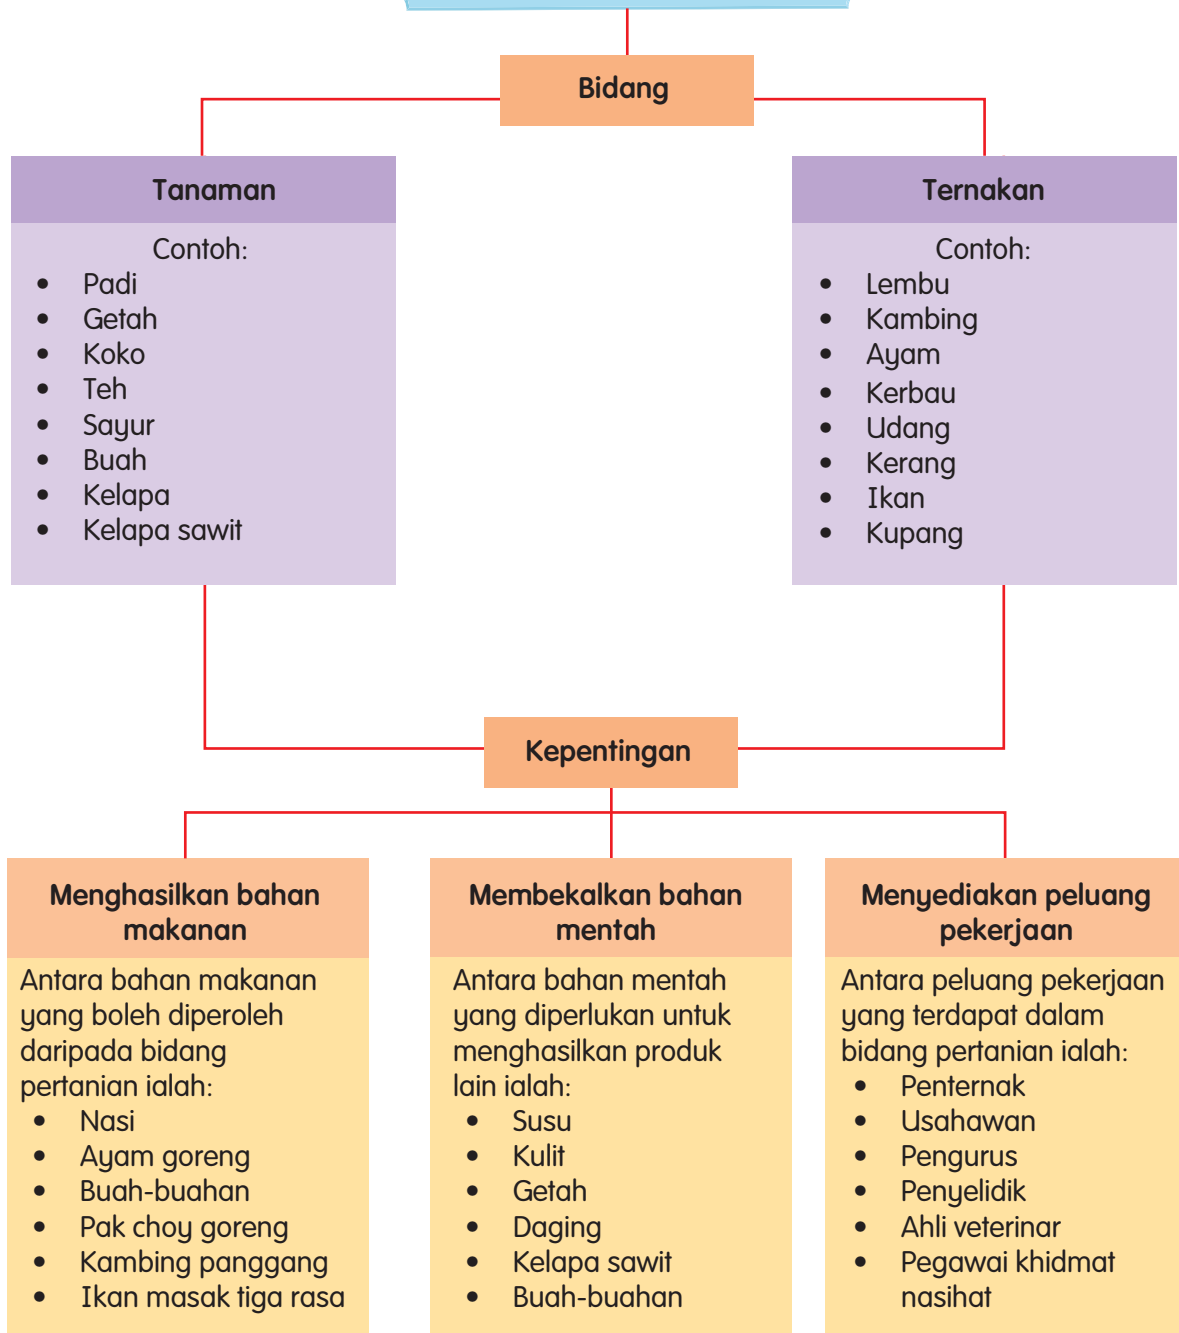 Bidang
Tanaman
Contoh:
• Padi
• Getah
• Koko
• Teh
• Sayur
• Buah
• Kelapa
• Kelapa sawit
Ternakan
Contoh:
• Lembu
• Kambing
• Ayam
• Kerbau
• Udang
• Kerang
• Ikan
• Kupang
Kepentingan
Menghasilkan bahan
makanan
Antara bahan makanan
yang boleh diperoleh
daripada bidang
pertanian ialah:
• Nasi
• Ayam goreng
• Buah-buahan
• Pak choy goreng
• Kambing panggang
• Ikan masak tiga rasa
Membekalkan bahan
mentah
Antara bahan mentah
yang diperlukan untuk
menghasilkan produk
lain ialah:
• Susu
• Kulit
• Getah
• Daging
• Kelapa sawit
• Buah-buahan
Menyediakan peluang
pekerjaan
Antara peluang pekerjaan
yang terdapat dalam
bidang pertanian ialah:
• Penternak
• Usahawan
• Pengurus
• Penyelidik
• Ahli veterinar
• Pegawai khidmat
nasihat